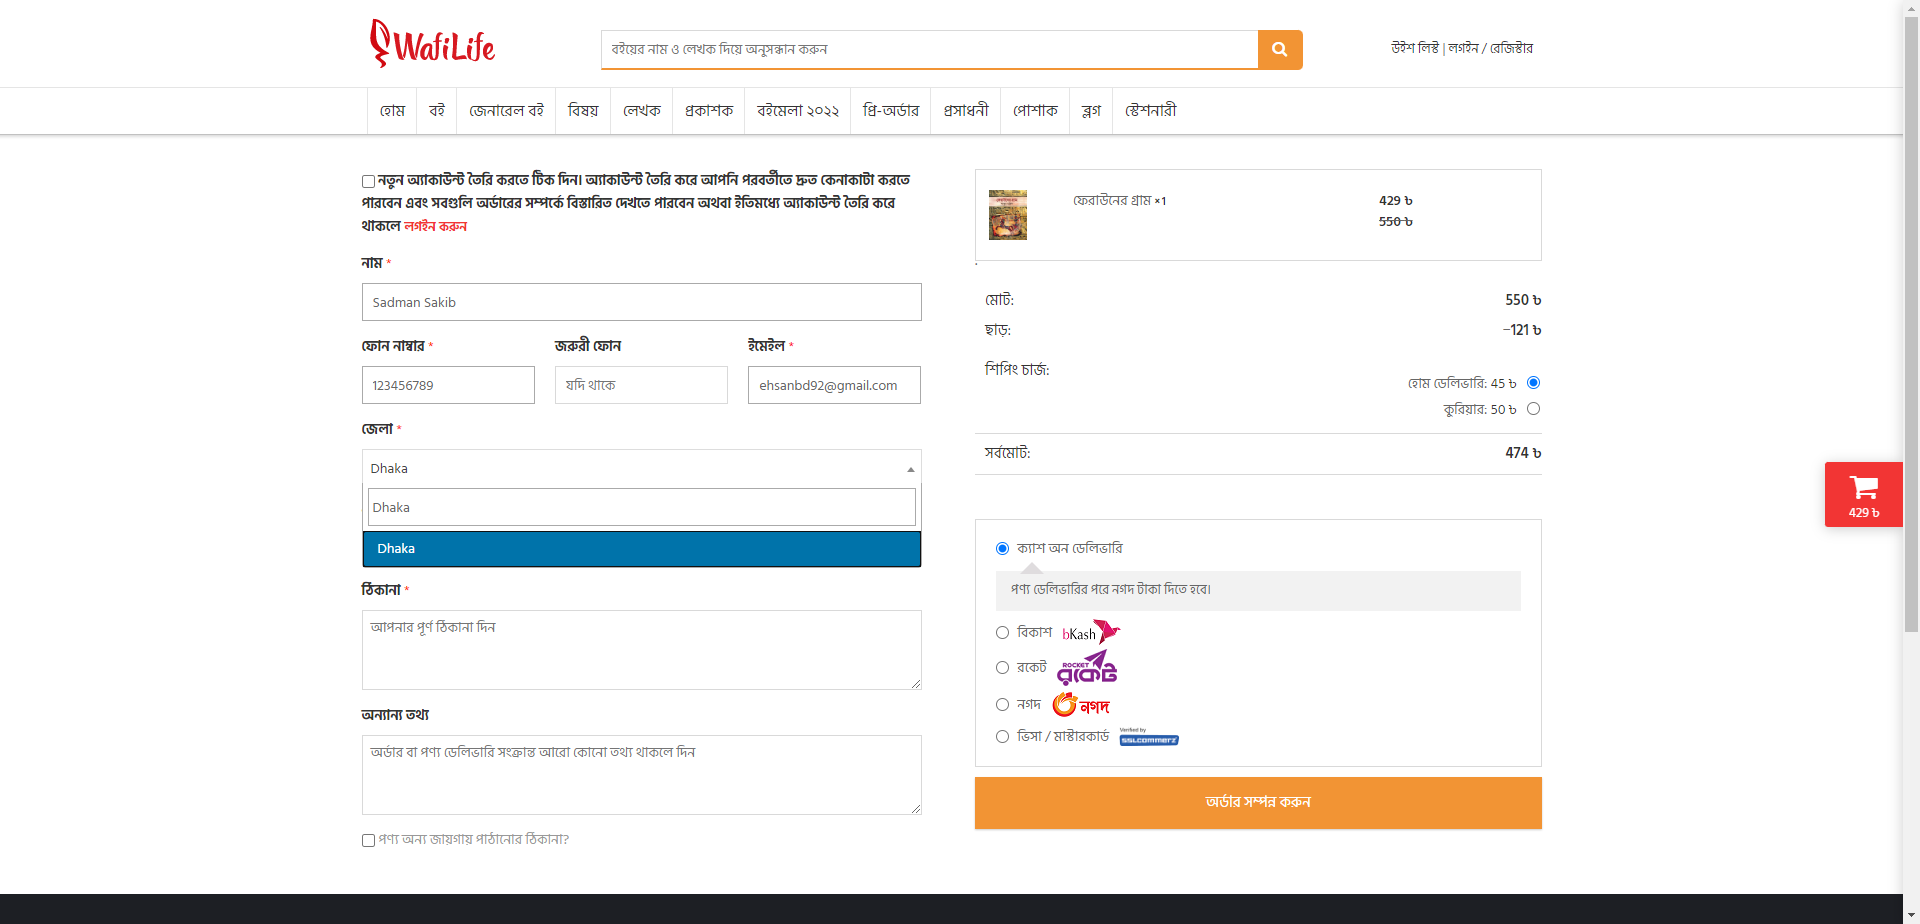 WafiLife
বইয়ের নাম ও লেখক দিয়ে অনুসন্ধান করুন
উইশ লিস্ট | লগইন / রেজিস্টার
হোম
বই
জেনারেল বই
বিষয়
লেখক
প্রকাশক
বইমেলা ২০২২
প্রি-অর্ডার
প্রসাধনী
পোশাক
ব্লগ
স্টেশনারী
নতুন অ্যাকাউন্ট তৈরি করতে টিক দিন। অ্যাকাউন্ট তৈরি করে আপনি পরবর্তীতে দ্রুত কেনাকাটা করতে
পারবেন এবং সবগুলি অর্ডারের সম্পর্কে বিস্তারিত দেখতে পারবেন অথবা ইতিমধ্যে অ্যাকাউন্ট তৈরি করে
থাকলে লগইন করুন
নাম *
Sadman Sakib
ফোন নাম্বার *
জরুরী ফোন
ইমেইল *
123456789
যদি থাকে
ehsanbd92@gmail.com
জেলা *
Dhaka
Dhaka
Dhaka
ঠিকানা *
আপনার পূর্ণ ঠিকানা দিন
অন্যান্য তথ্য
অর্ডার বা পণ্য ডেলিভারি সংক্রান্ত আরো কোনো তথ্য থাকলে দিন
পণ্য অন্য জায়গায় পাঠানোর ঠিকানা?
ফেরাউনের গ্রাম ×1
429 ৳
550 ৳
মোট: 550 ৳
ছাড়: -121 ৳
শিপিং চার্জ:
হোম ডেলিভারি: 45 ৳
কুরিয়ার: 50 ৳
সর্বমোট: 474 ৳
ক্যাশ অন ডেলিভারি
পণ্য ডেলিভারির পরে নগদ টাকা দিতে হবে।
বিকাশ bKash
রকেট ROCKET রকেট
নগদ নগদ
ভিসা / মাস্টারকার্ড Verified by SSLCOMMERZ
অর্ডার সম্পন্ন করুন
429 ৳